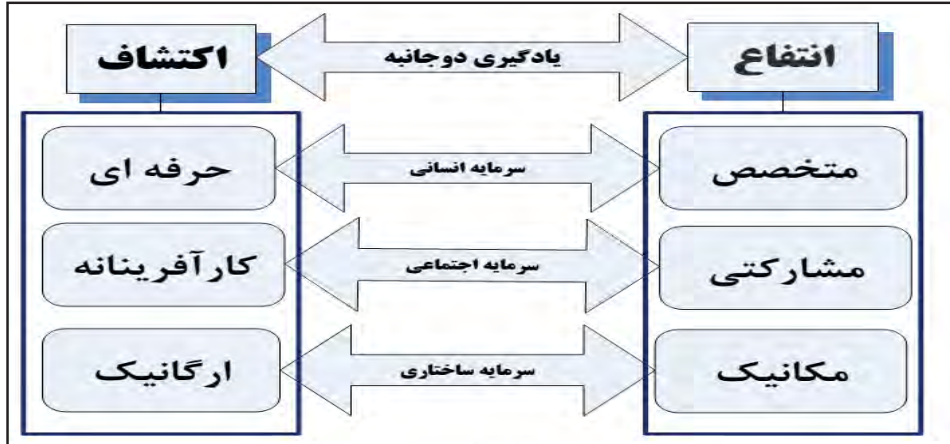 انتفاع
یادگیری دوجانبه
اکتشاف
متخصص
سرمایه انسانی
حرفه ای
مشارکتی
سرمایه اجتماعی
کارآفرینانه
مکانیک
سرمایه ساختاری
ارگانیک